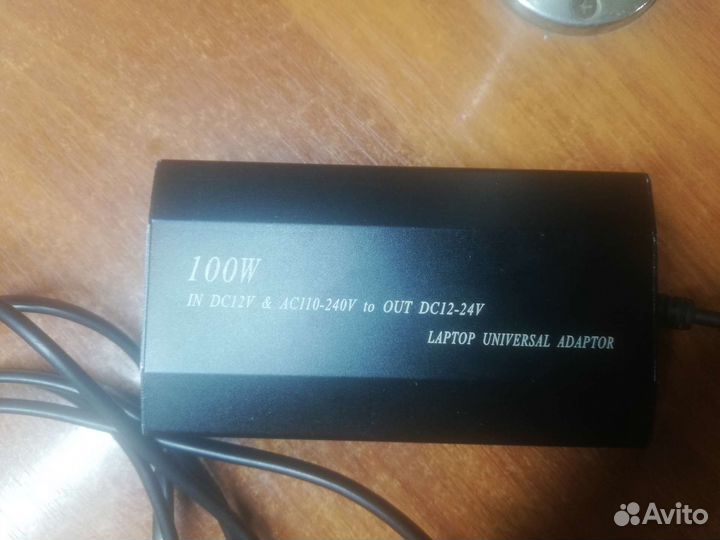 100W
IN DC12V & AC110-240V to OUT DC12-24V
LAPTOP UNIVERSAL ADAPTOR
Avito